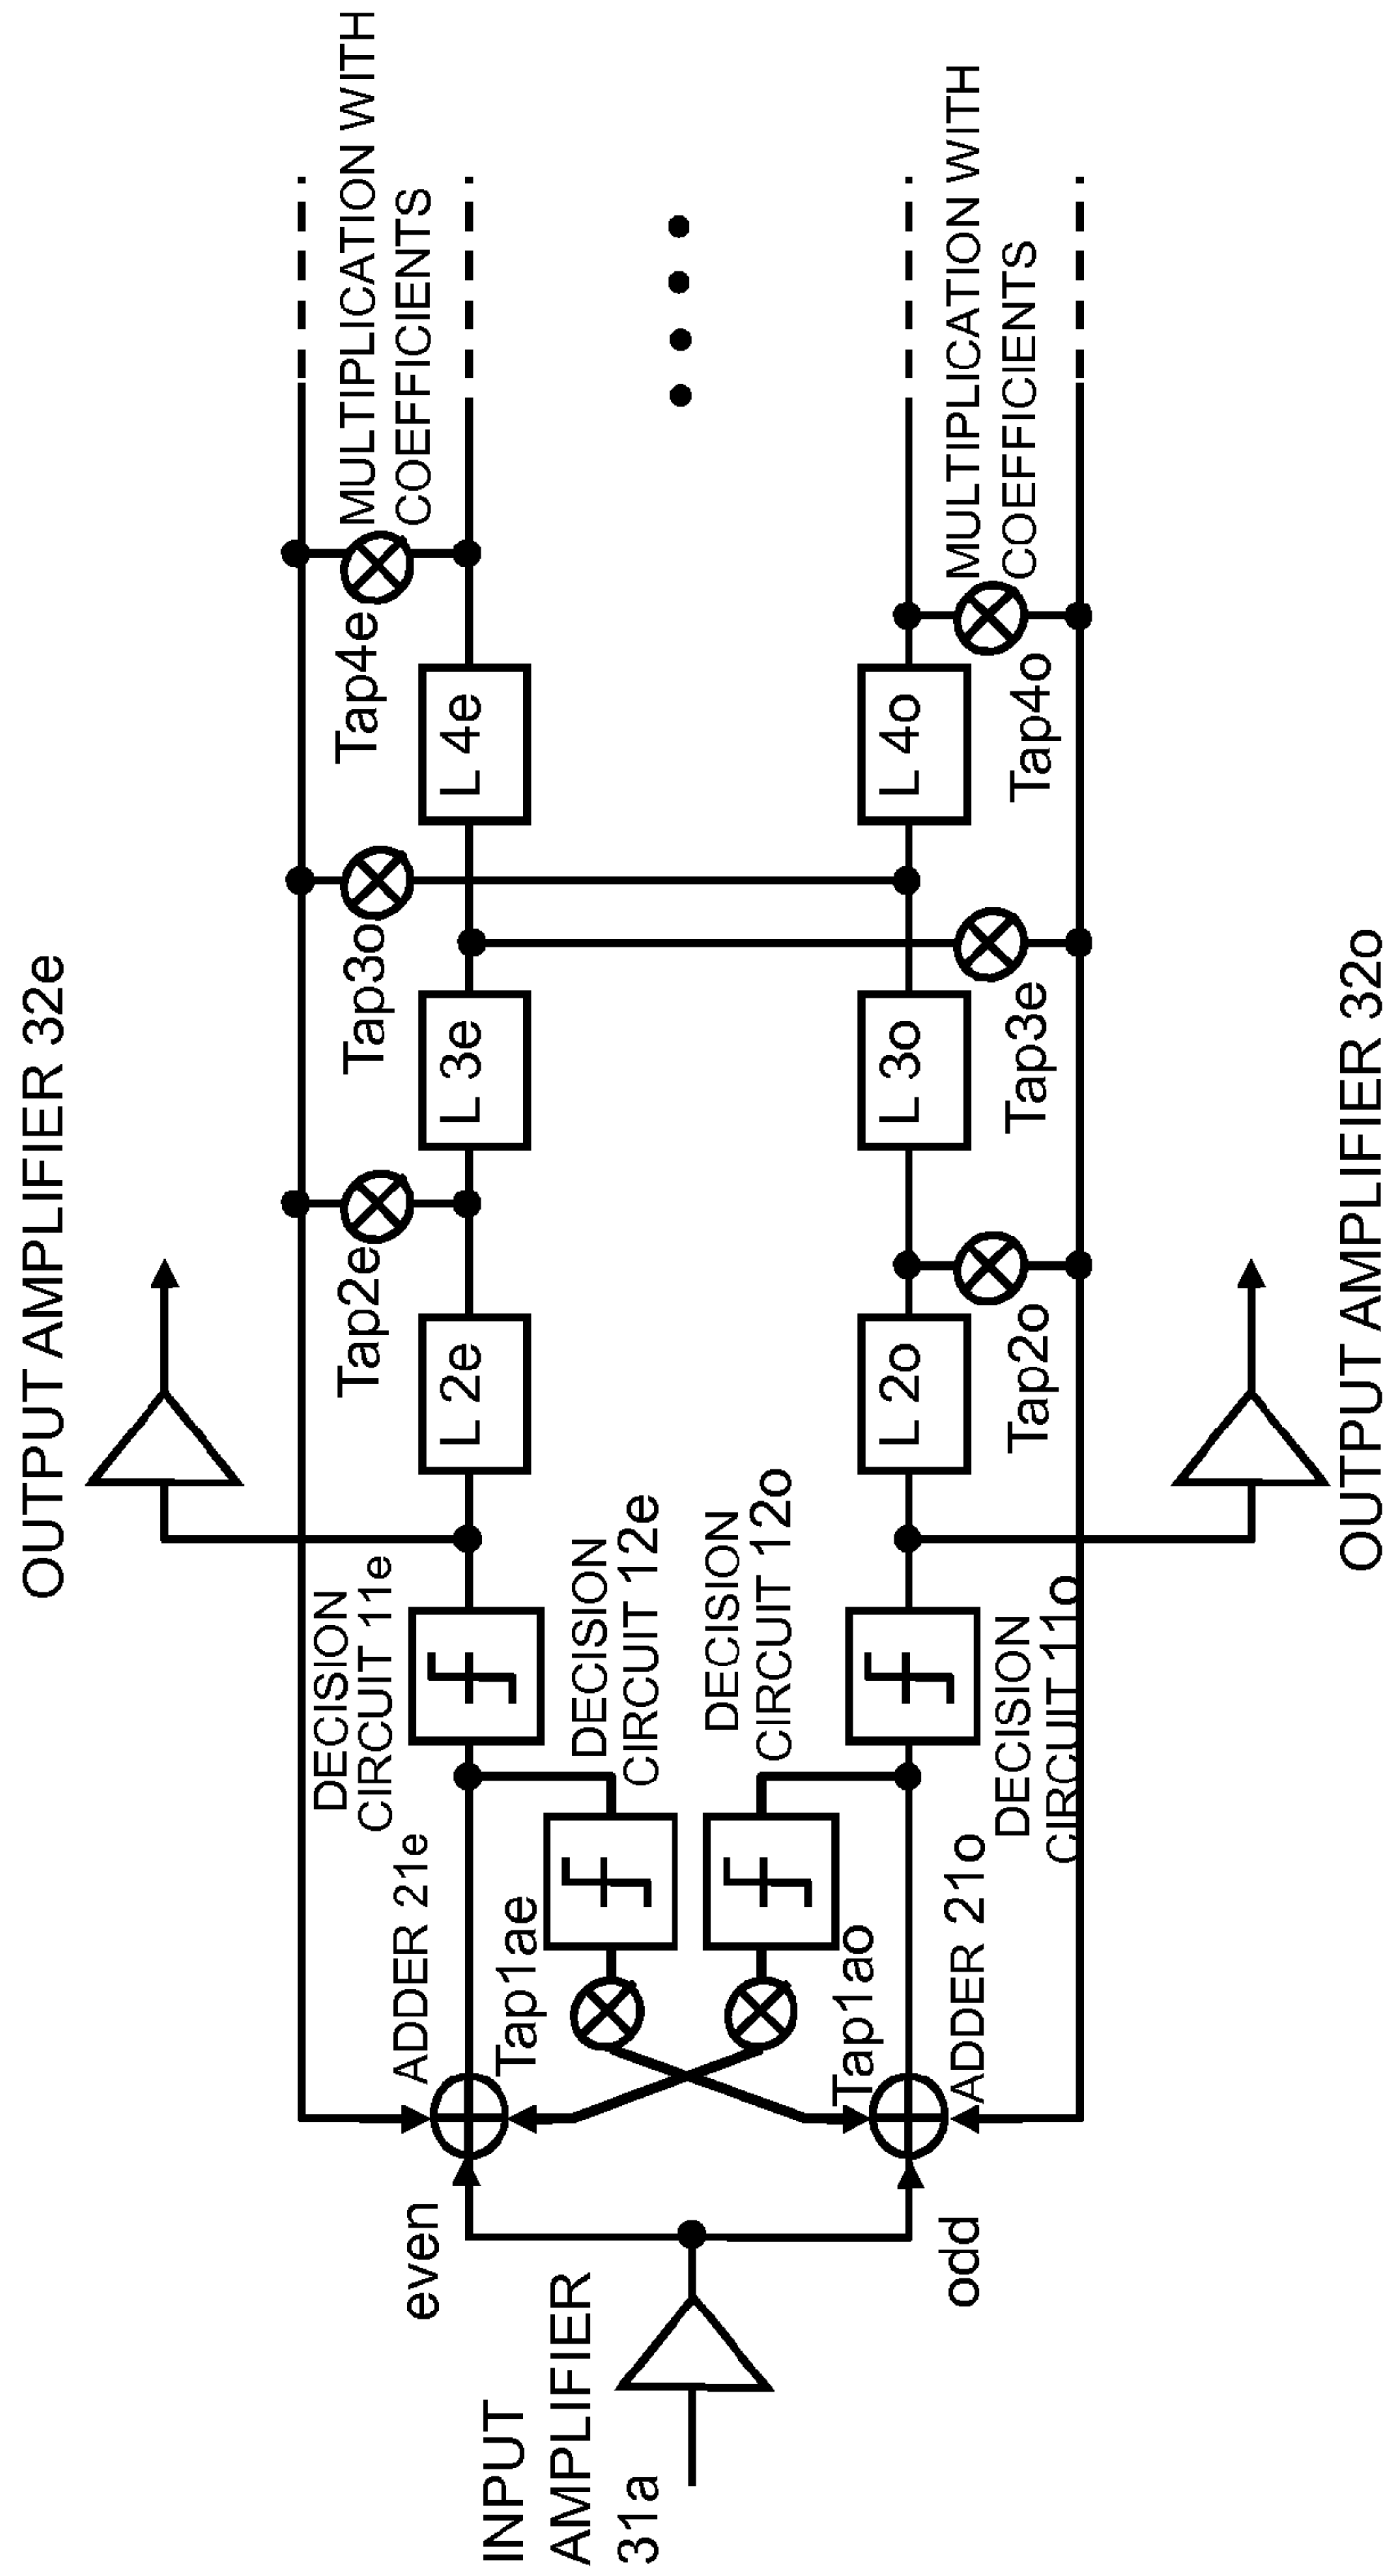 OUTPUT AMPLIFIER 32e
MULTIPLICATION WITH
COEFFICIENTS
Tap2e
Tap3o
Tap4e
DECISION
CIRCUIT 11e
ADDER 21e
even
L 2e
L 3e
L 4e
Tap1ae
DECISION
CIRCUIT 12e
INPUT
AMPLIFIER
31a
DECISION
CIRCUIT 12o
Tap1ao
L 2o
L 3o
L 4o
odd
ADDER 21o
DECISION
CIRCUIT 11o
Tap2o
Tap3e
Tap4o
MULTIPLICATION WITH
COEFFICIENTS
OUTPUT AMPLIFIER 32o